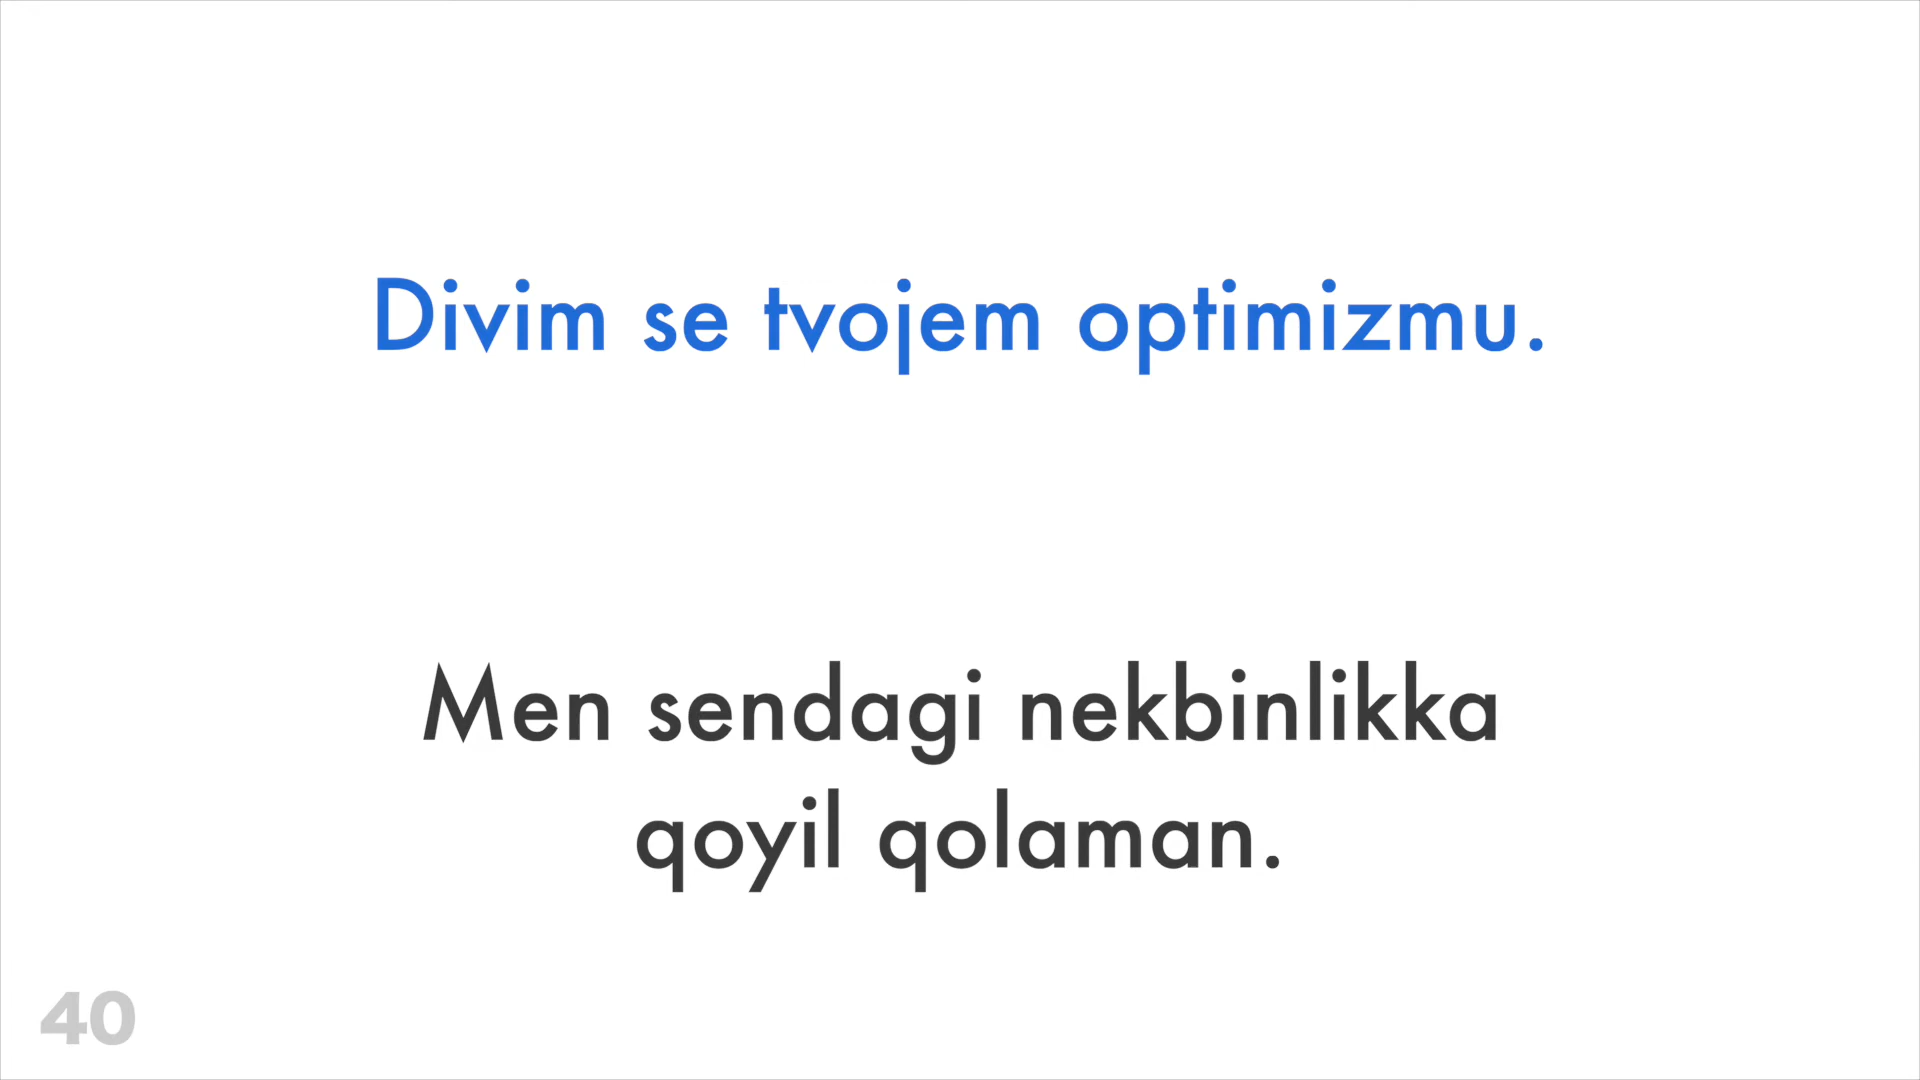 Divim se tvojem optimizmu.
Men sendagi nekbinlikka
qoyil qolaman.
40